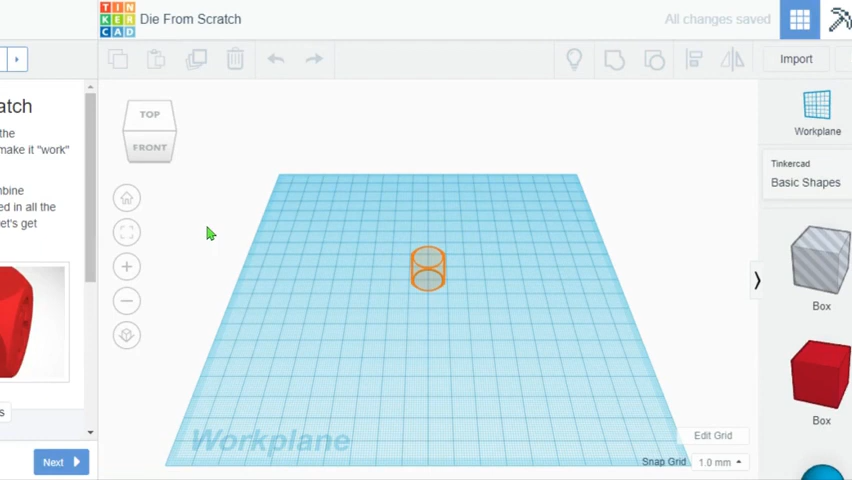 TIN
KER
CAD
Die From Scratch
All changes saved
Import
atch
the
make it "work"
mbine
ed in all the
et's get
s
Next
TOP
FRONT
Workplane
Edit Grid
Snap Grid 1.0 mm
Workplane
Tinkercad
Basic Shapes
Box
Box